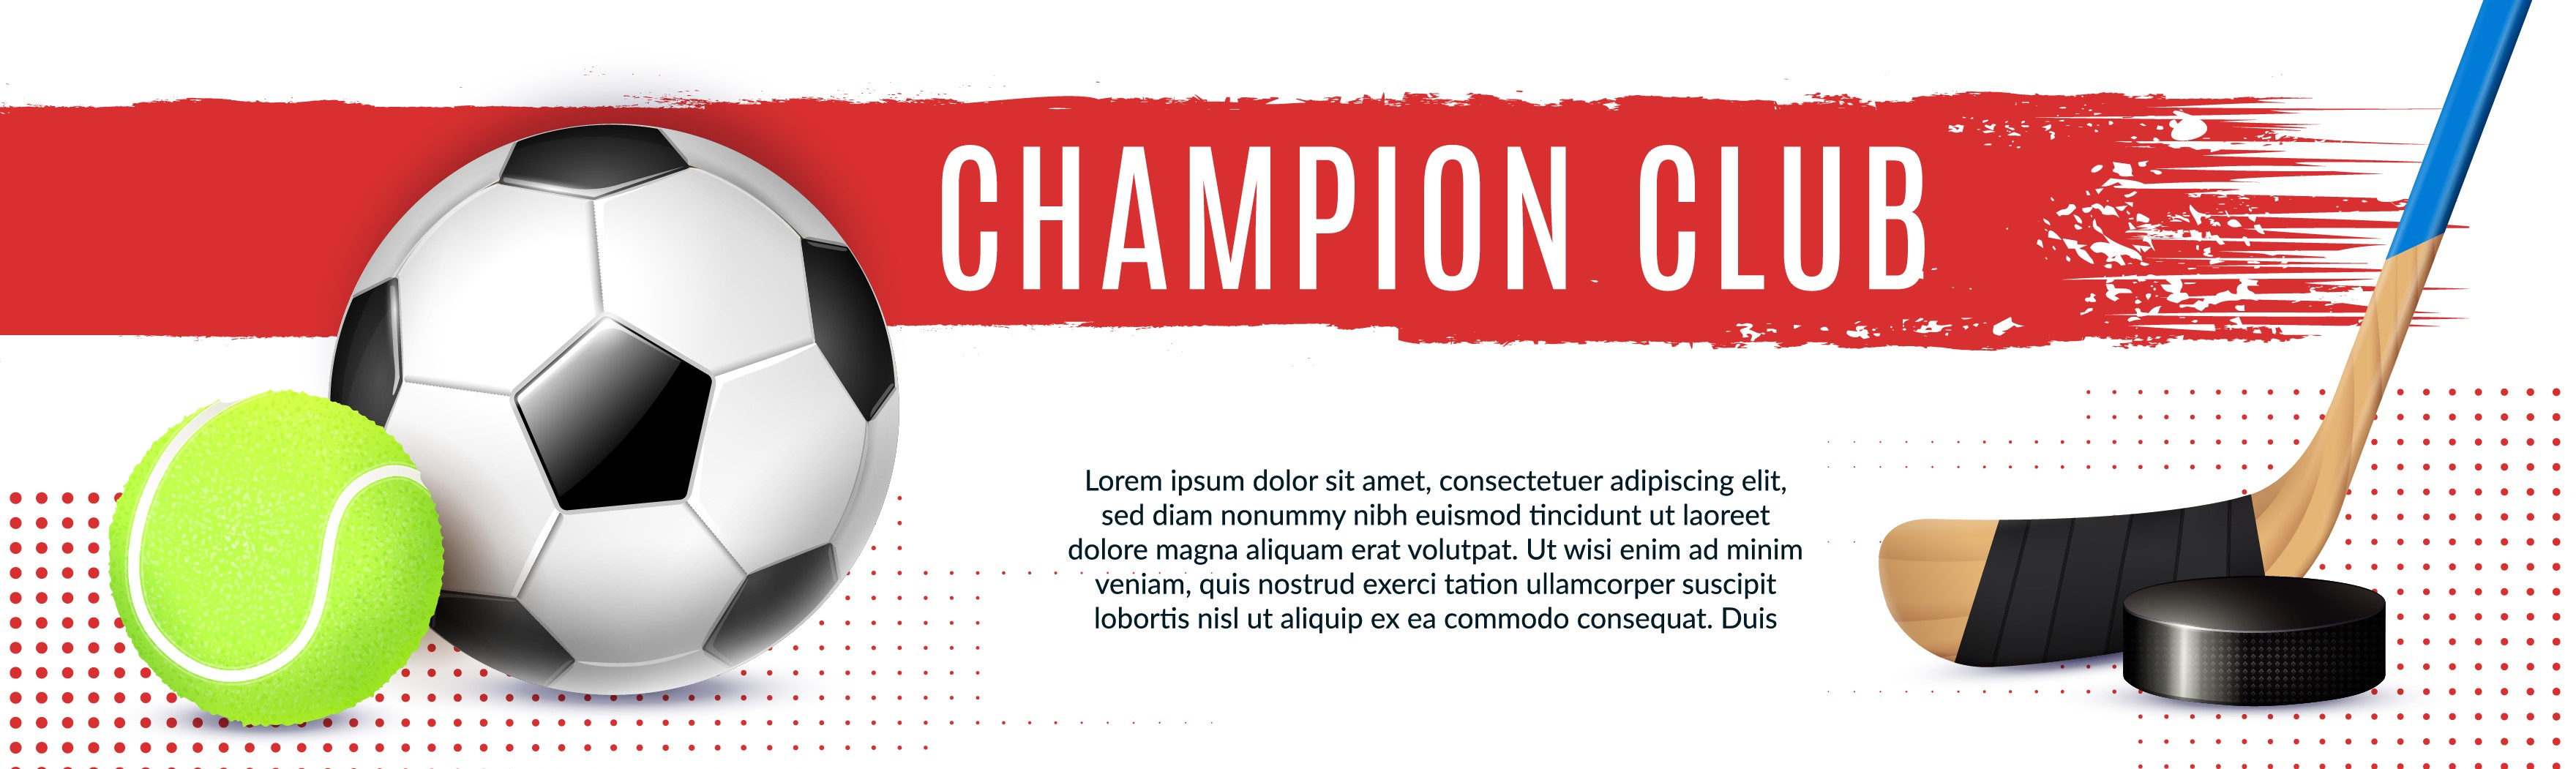 CHAMPION CLUB
Lorem ipsum dolor sit amet, consectetuer adipiscing elit,
sed diam nonummy nibh euismod tincidunt ut laoreet
dolore magna aliquam erat volutpat. Ut wisi enim ad minim
veniam, quis nostrud exerci tation ullamcorper suscipit
lobortis nisl ut aliquip ex ea commodo consequat. Duis